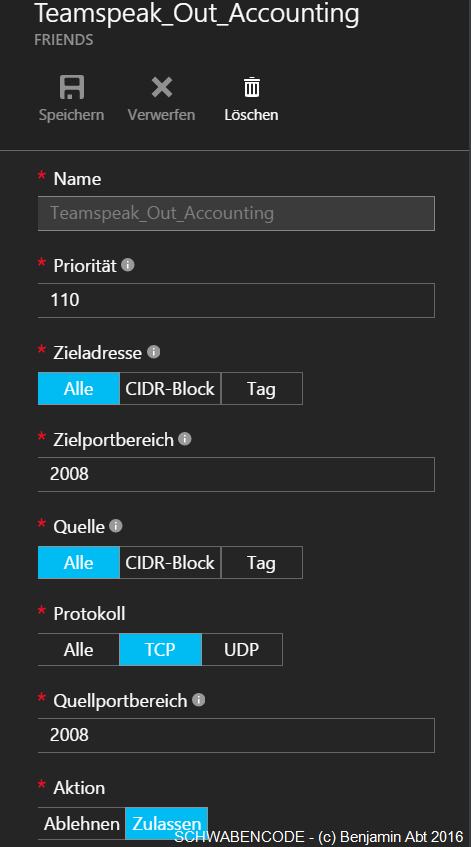 Teamspeak_Out_Accounting
FRIENDS
Speichern Verwerfen Löschen
* Name
Teamspeak_Out_Accounting
* Priorität
110
* Zieladresse
Alle CIDR-Block Tag
* Zielportbereich
2008
* Quelle
Alle CIDR-Block Tag
* Protokoll
Alle TCP UDP
* Quellportbereich
2008
* Aktion
Ablehnen Zulassen
SCHWABENCODE - (c) Benjamin Abt 2016